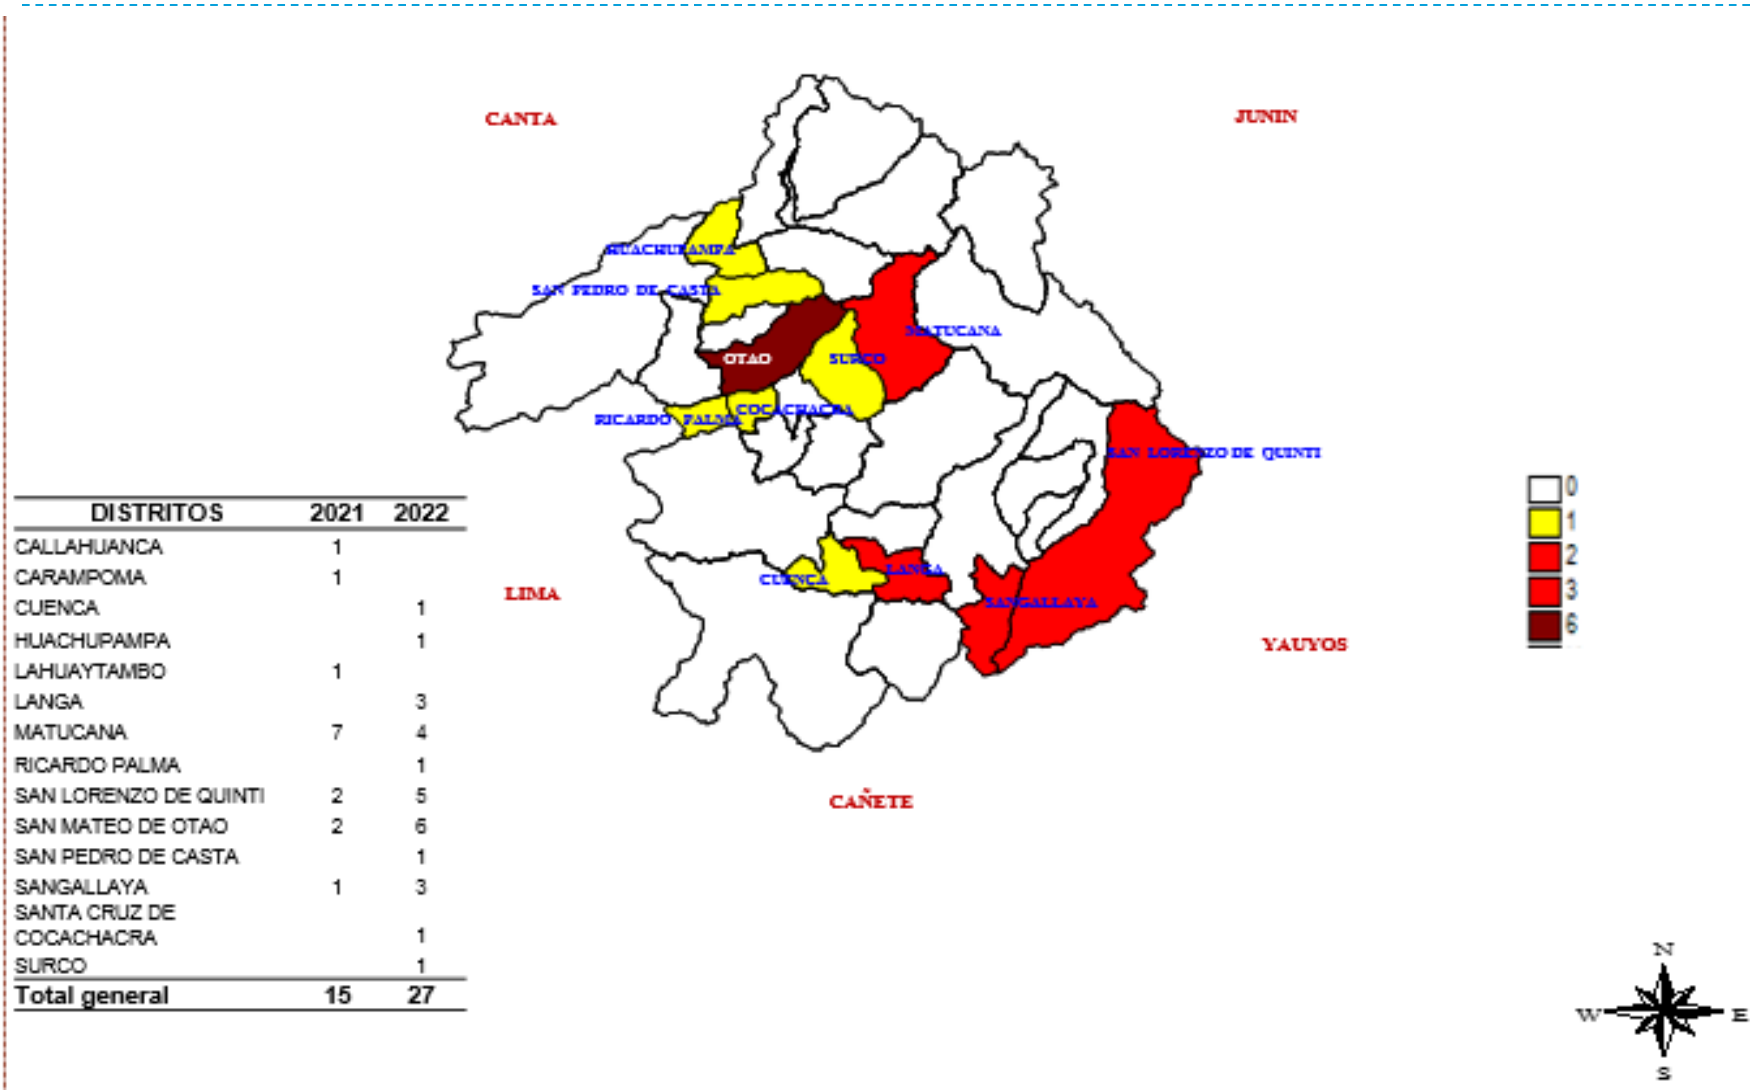 CANTA
JUNIN
HUACHUPAMPA
SAN PEDRO DE CASTA
MATUCANA
OTAO
SURCO
COCACHACRA
RICARDO PALMA
SAN LORENZO DE QUINTI
0
1
2
3
6
DISTRITOS 2021 2022
CALLAHUANCA 1
CARAMPOMA 1
CUENCA 1
HUACHUPAMPA 1
LAHUAYTAMBO 1
LANGA 3
MATUCANA 7 4
RICARDO PALMA 1
SAN LORENZO DE QUINTI 2 5
SAN MATEO DE OTAO 2 6
SAN PEDRO DE CASTA 1
SANGALLAYA 1 3
SANTA CRUZ DE
COCACHACRA 1
SURCO 1
Total general 15 27
LIMA
CUENCA
LANGA
SANGALLAYA
YAUYOS
CAÑETE
N
W E
S